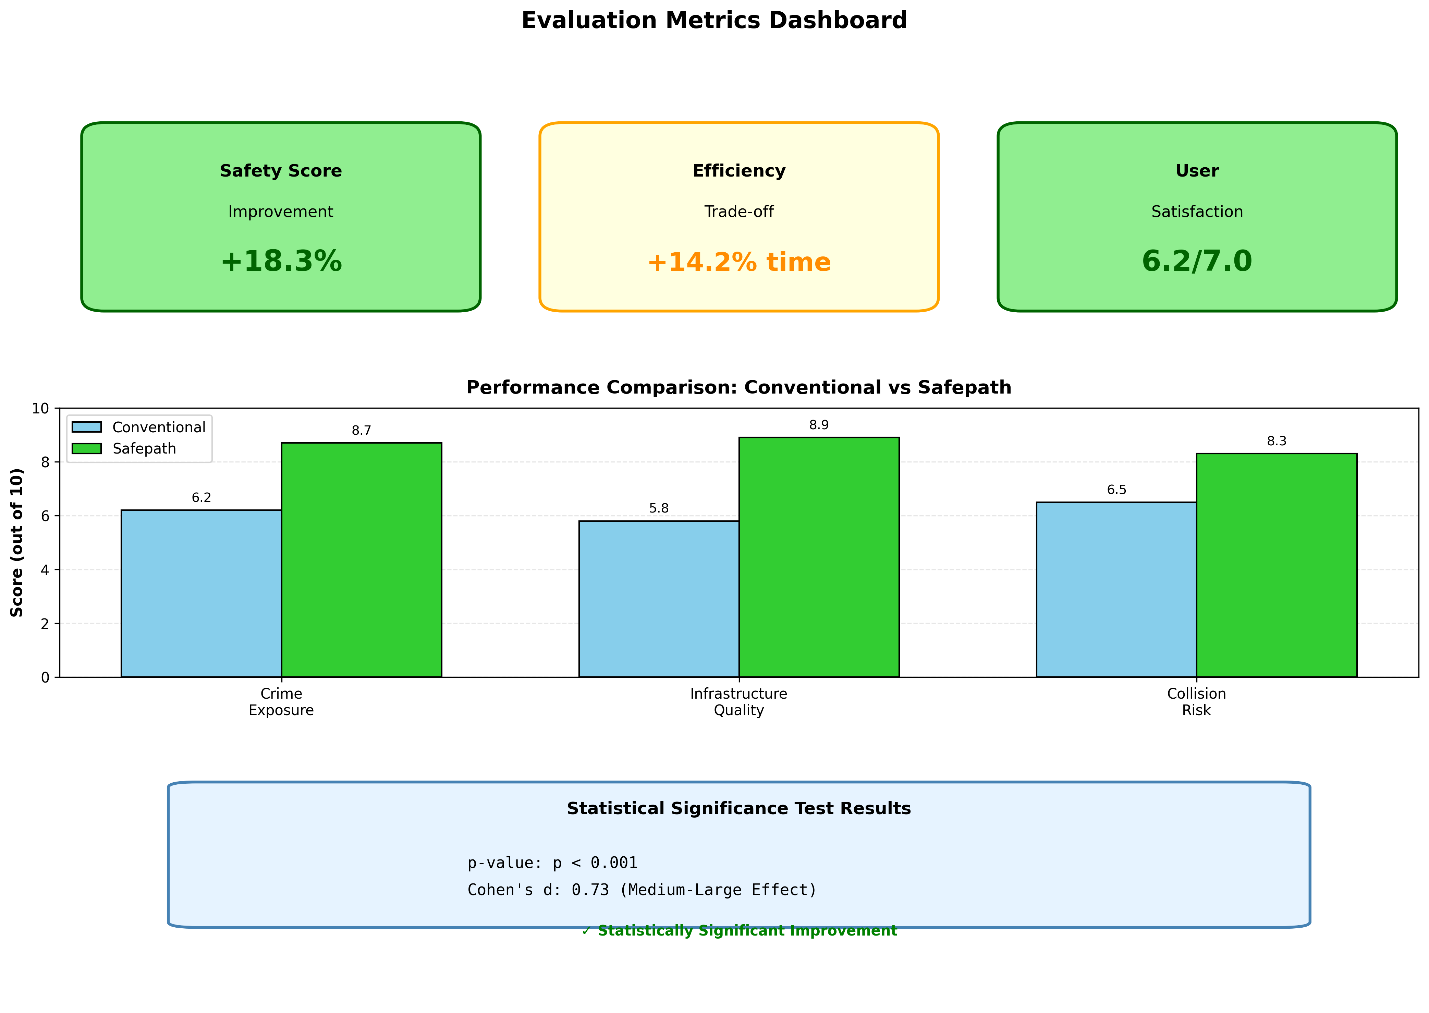 Evaluation Metrics Dashboard
Safety Score
Improvement
+18.3%
Efficiency
Trade-off
+14.2% time
User
Satisfaction
6.2/7.0
Performance Comparison: Conventional vs Safepath
Score (out of 10)
10
8
6
4
2
0
Conventional
Safepath
6.2
8.7
5.8
8.9
6.5
8.3
Crime
Exposure
Infrastructure
Quality
Collision
Risk
Statistical Significance Test Results
p-value: p < 0.001
Cohen's d: 0.73 (Medium-Large Effect)
✓ Statistically Significant Improvement